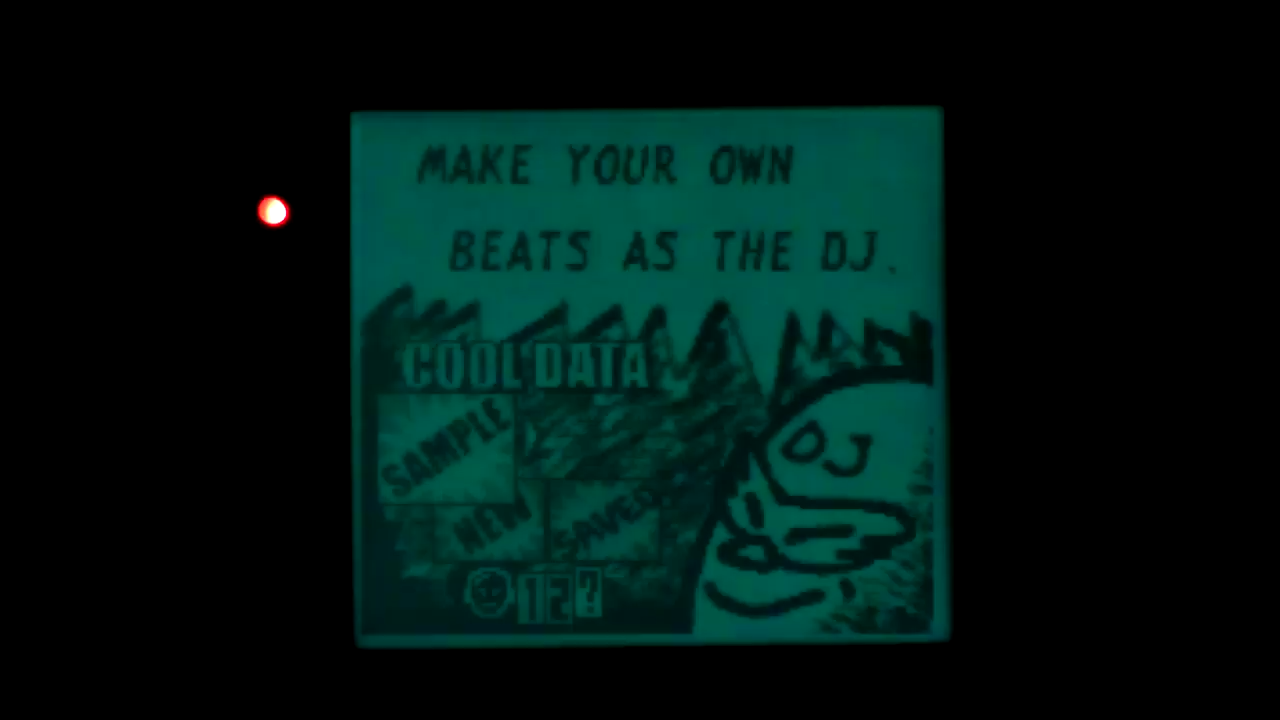 MAKE YOUR OWN
BEATS AS THE DJ.
COOL DATA
DJ
SAMPLE
NEW
SAVED
12?